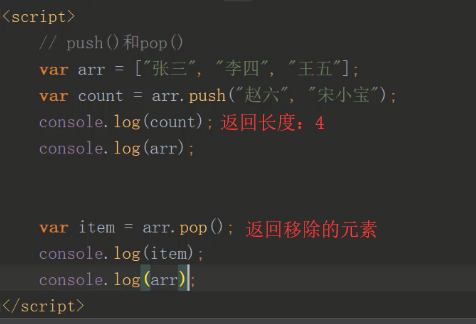 <script>
// push()和pop()
var arr = ["张三", "李四", "王五"];
var count = arr.push("赵六", "宋小宝");
console.log(count); 返回长度：4
console.log(arr);
var item = arr.pop(); 返回移除的元素
console.log(item);
console.log(arr);
</script>